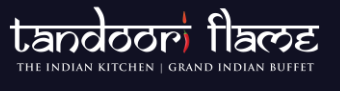 tandoori flame
THE INDIAN KITCHEN | GRAND INDIAN BUFFET